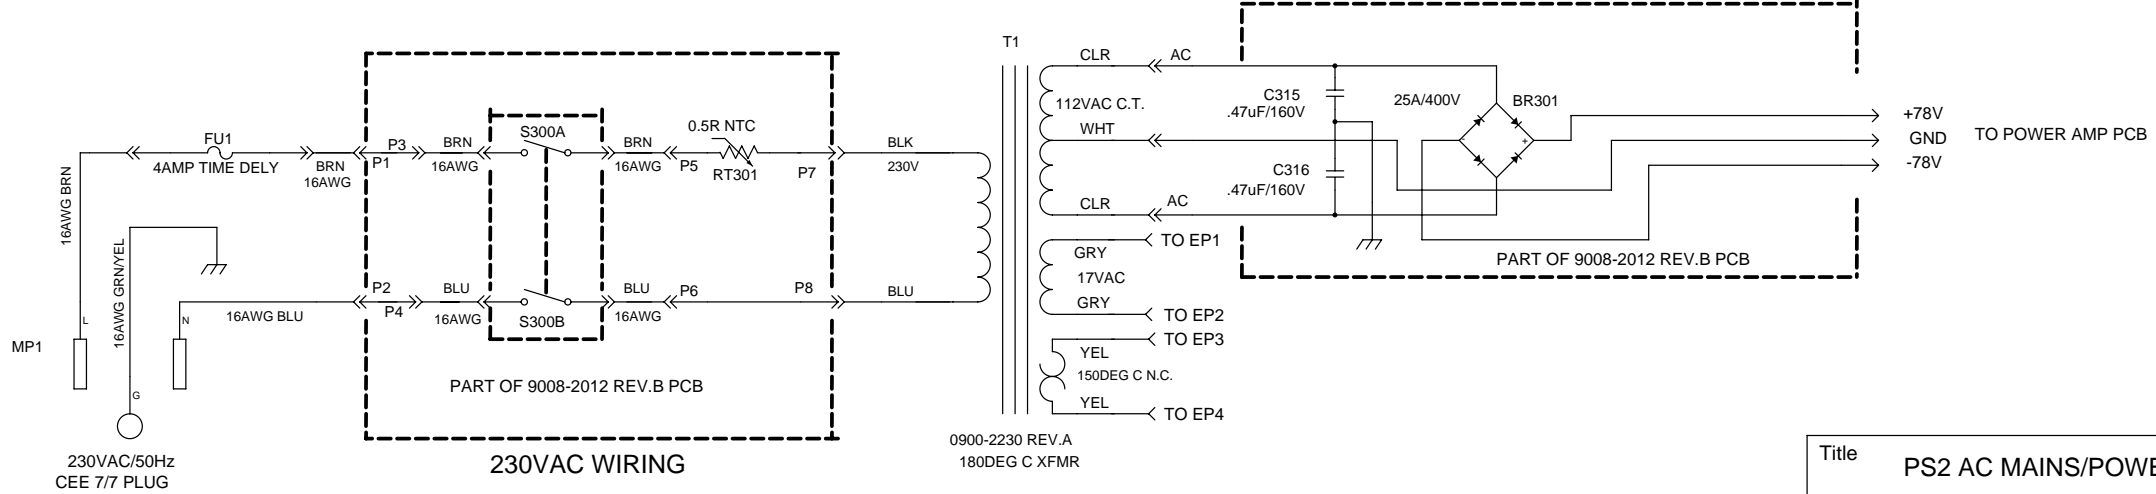 T1
CLR
AC
112VAC C.T.
WHT
CLR
AC
C315
.47uF/160V
C316
.47uF/160V
25A/400V
BR301
-
+
+78V
GND
-78V
TO POWER AMP PCB
PART OF 9008-2012 REV.B PCB
FU1
4AMP TIME DELY
BRN
16AWG
P3
P1
BRN
16AWG
S300A
BRN
16AWG
P5
0.5R NTC
RT301
P7
BLK
230V
16AWG BRN
16AWG GRN/YEL
L
N
G
MP1
16AWG BLU
P2
P4
BLU
16AWG
S300B
BLU
16AWG
P6
P8
BLU
GRY
17VAC
GRY
TO EP1
TO EP2
TO EP3
YEL
150DEG C N.C.
YEL
TO EP4
PART OF 9008-2012 REV.B PCB
230VAC/50Hz
CEE 7/7 PLUG
230VAC WIRING
0900-2230 REV.A
180DEG C XFMR
Title
PS2 AC MAINS/POWE